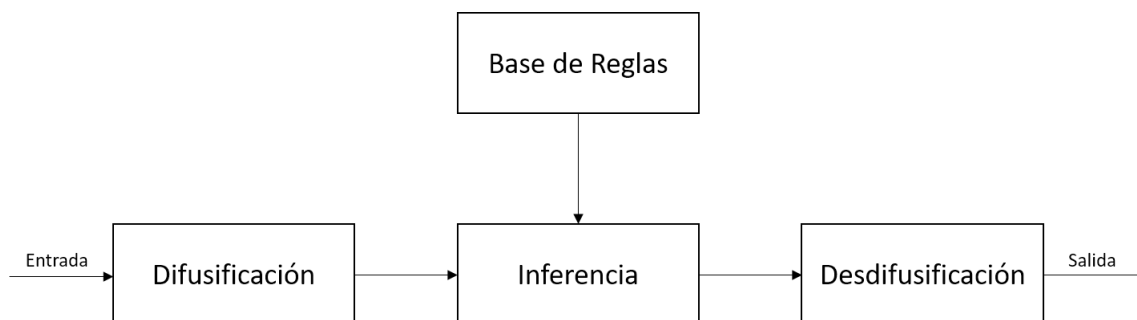 Base de Reglas
Entrada
Difusificación
Inferencia
Desdifusificación
Salida